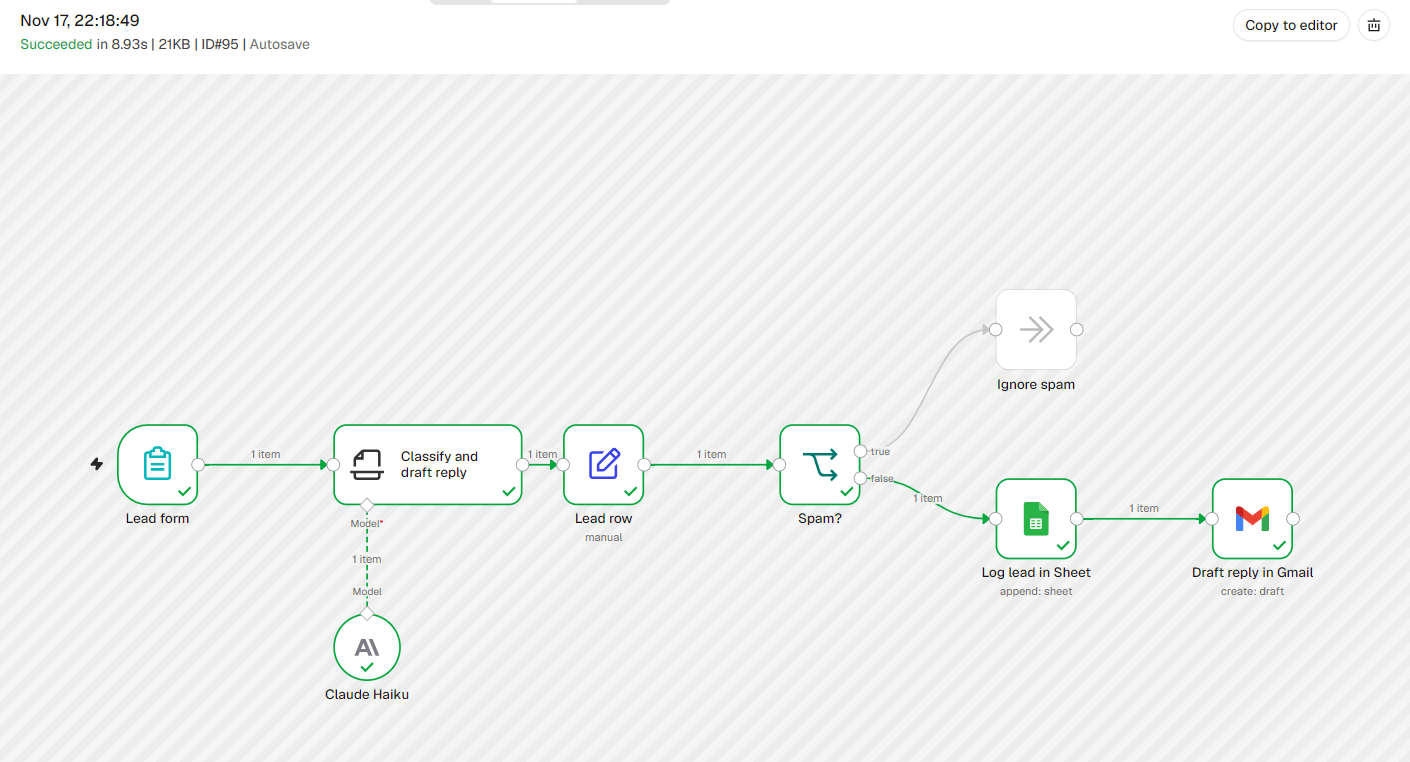 Nov 17, 22:18:49
Succeeded in 8.93s | 21KB | ID#95 | Autosave
Copy to editor
Ignore spam
1 item
Classify and
draft reply
1 item
1 item
true
false
1 item
1 item
Lead form
Model*
Lead row
manual
Spam?
1 item
Model
Log lead in Sheet
append: sheet
Draft reply in Gmail
create: draft
Claude Haiku